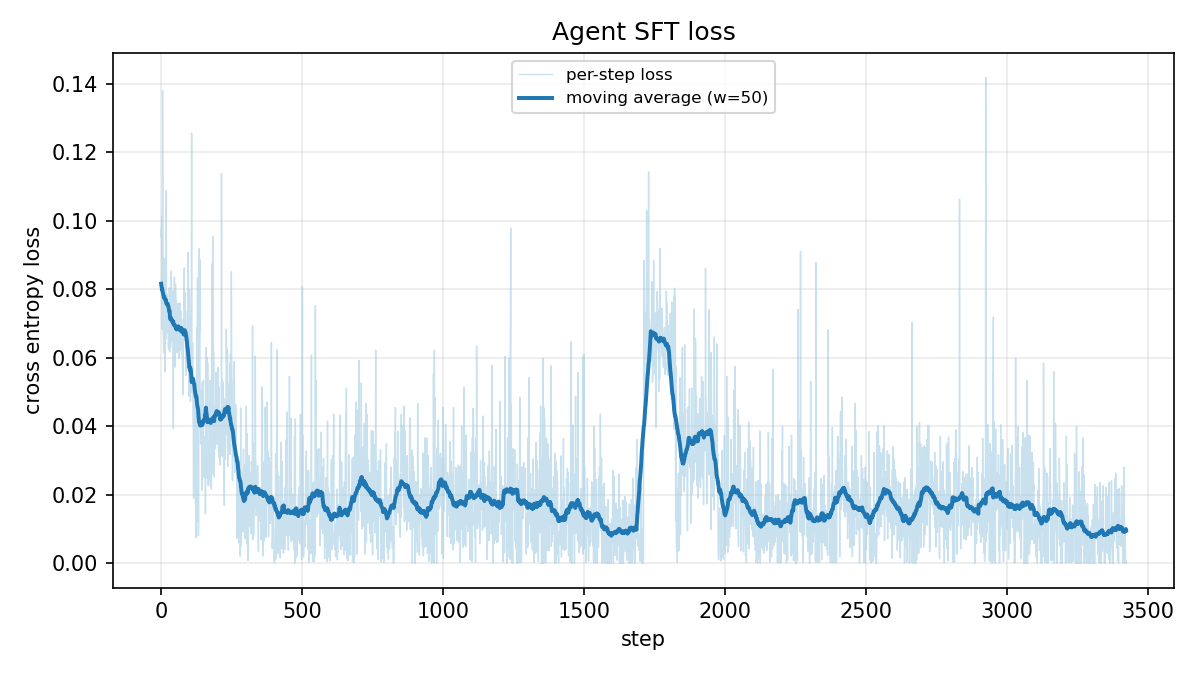 Agent SFT loss
per-step loss
moving average (w=50)
cross entropy loss
0.14
0.12
0.10
0.08
0.06
0.04
0.02
0.00
0 500 1000 1500 2000 2500 3000 3500
step